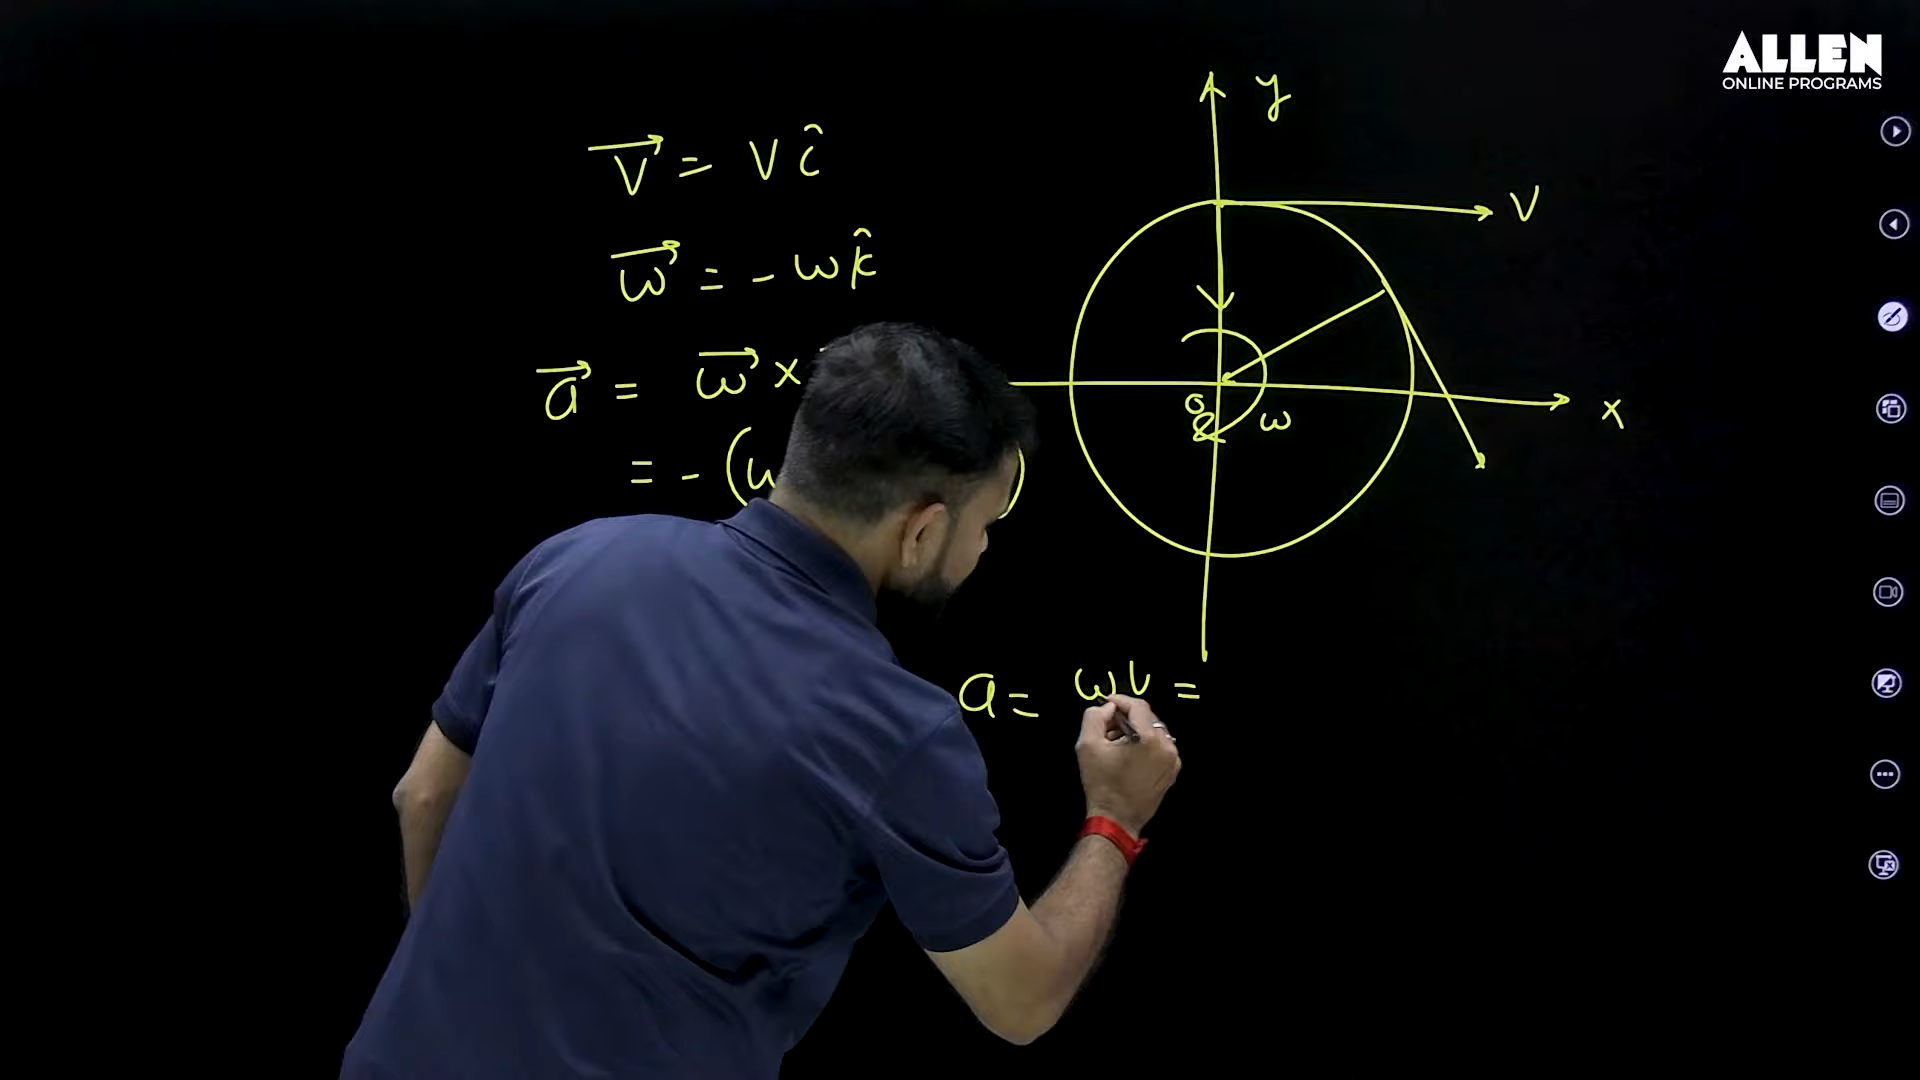 ALLEN
ONLINE PROGRAMS
y
V⃗ = V î
V
ω⃗ = - ω k̂
a⃗ = ω⃗ ×
x
ω
= - (
)
a = ωV =